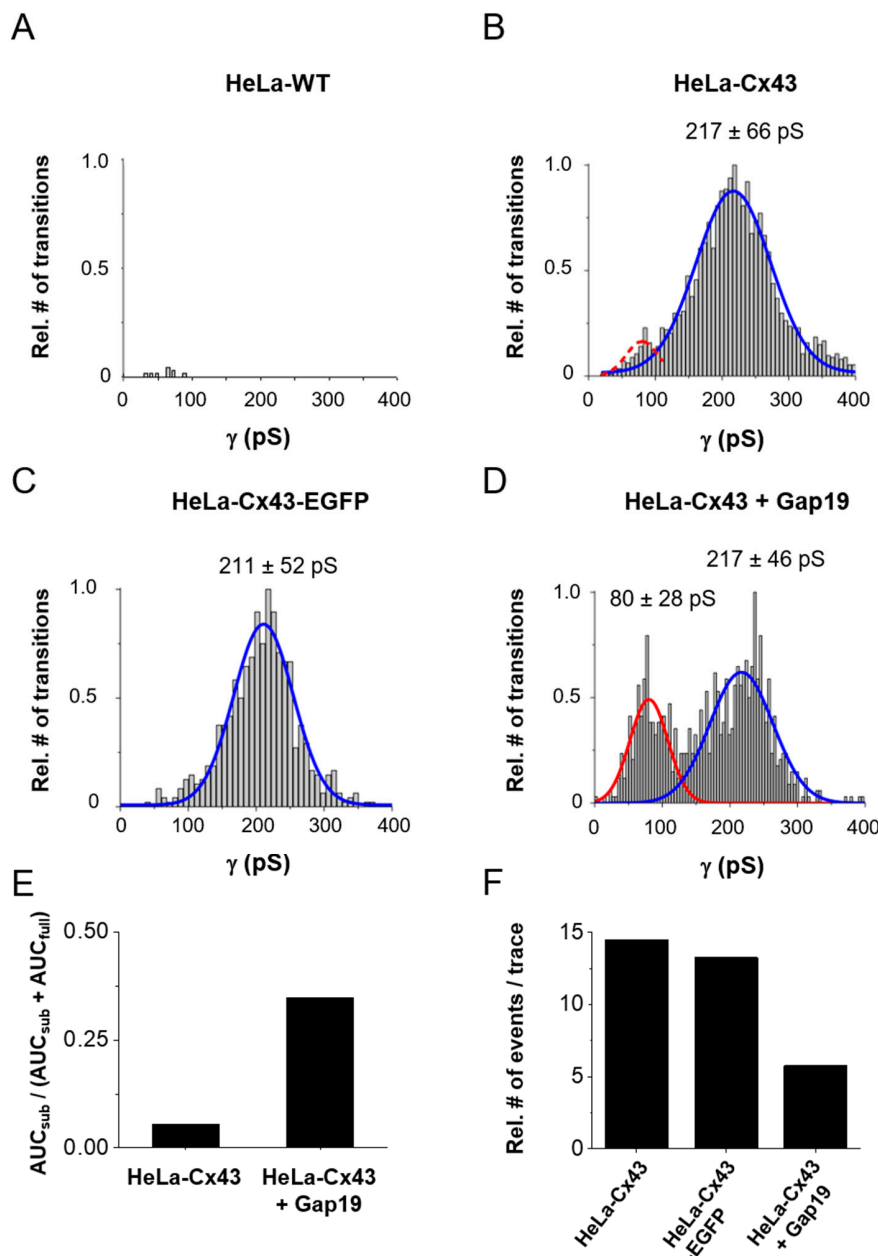 A
HeLa-WT
Rel. # of transitions
1.0
0.5
0
0 100 200 300 400
γ (pS)
B
HeLa-Cx43
217 ± 66 pS
Rel. # of transitions
1.0
0.5
0
0 100 200 300 400
γ (pS)
C
HeLa-Cx43-EGFP
211 ± 52 pS
Rel. # of transitions
1.0
0.5
0
0 100 200 300 400
γ (pS)
D
HeLa-Cx43 + Gap19
217 ± 46 pS
80 ± 28 pS
Rel. # of transitions
1.0
0.5
0
0 100 200 300 400
γ (pS)
E
AUCsub / (AUCsub + AUCfull)
0.50
0.25
0.00
HeLa-Cx43
HeLa-Cx43
+ Gap19
F
Rel. # of events / trace
15
10
5
0
HeLa-Cx43
HeLa-Cx43
-EGFP
HeLa-Cx43
+ Gap19